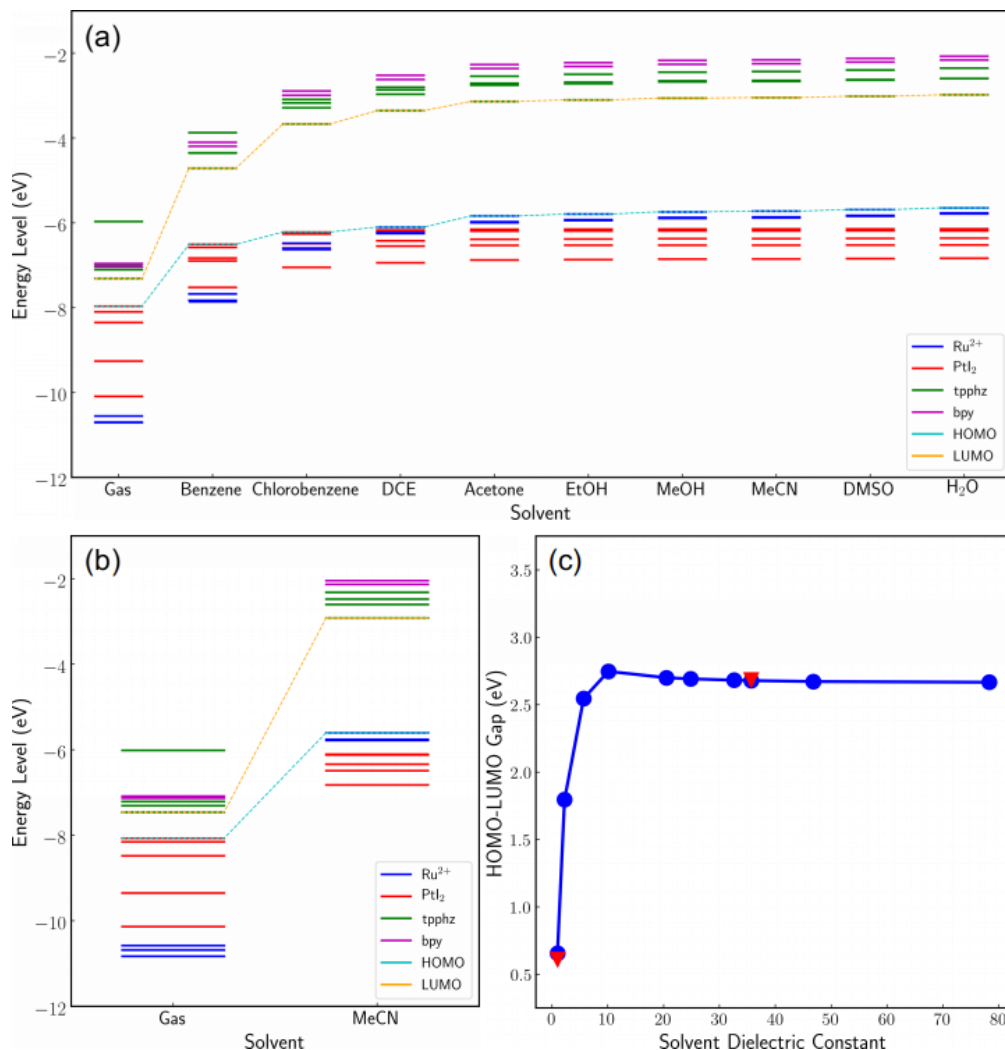 (a)
Energy Level (eV)
−2
−4
−6
−8
−10
−12
Gas Benzene Chlorobenzene DCE Acetone EtOH MeOH MeCN DMSO H₂O
Solvent
Ru²⁺
PtI₂
tpphz
bpy
HOMO
LUMO
(b)
Energy Level (eV)
−2
−4
−6
−8
−10
−12
Gas MeCN
Solvent
Ru²⁺
PtI₂
tpphz
bpy
HOMO
LUMO
(c)
HOMO-LUMO Gap (eV)
3.5
3.0
2.5
2.0
1.5
1.0
0.5
0 10 20 30 40 50 60 70 80
Solvent Dielectric Constant